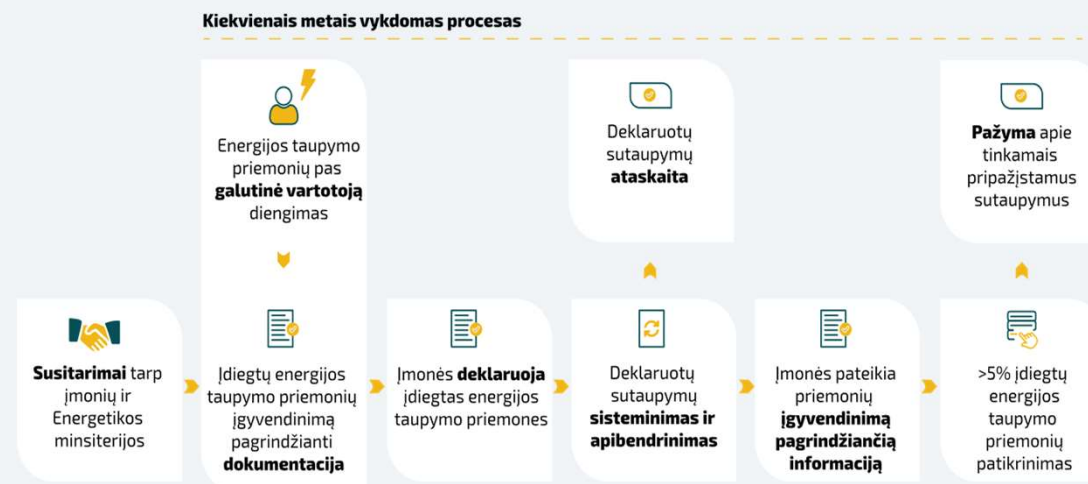 Kiekvienais metais vykdomas procesas
Energijos taupymo
priemonių pas
galutinė vartotoją
diengimas
Deklaruotų
sutaupymų
ataskaita
Pažyma apie
tinkamais
pripažįstamus
sutaupymus
Susitarimai tarp
įmonių ir
Energetikos
minsiterijos
Įdiegtų energijos
taupymo priemonių
įgyvendinimą
pagrindžianti
dokumentacija
Įmonės deklaruoja
įdiegtas energijos
taupymo priemones
Deklaruotų
sutaupymų
sisteminimas ir
apibendrinimas
Įmonės pateikia
priemonių
įgyvendinimą
pagrindžiančią
informaciją
>5% įdiegtų
energijos
taupymo
priemonių
patikrinimas